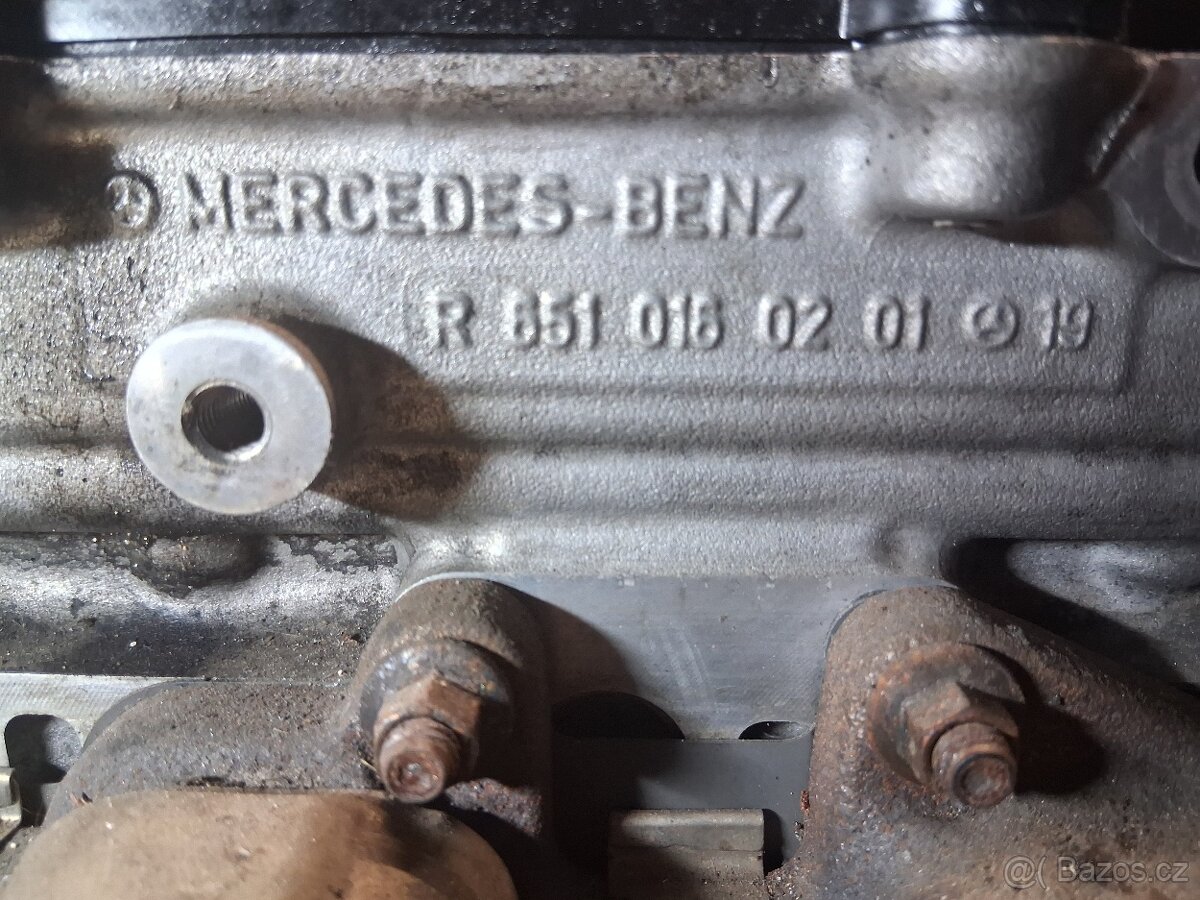 MERCEDES-BENZ
R 651 016 02 01 19
@( Bazos.cz